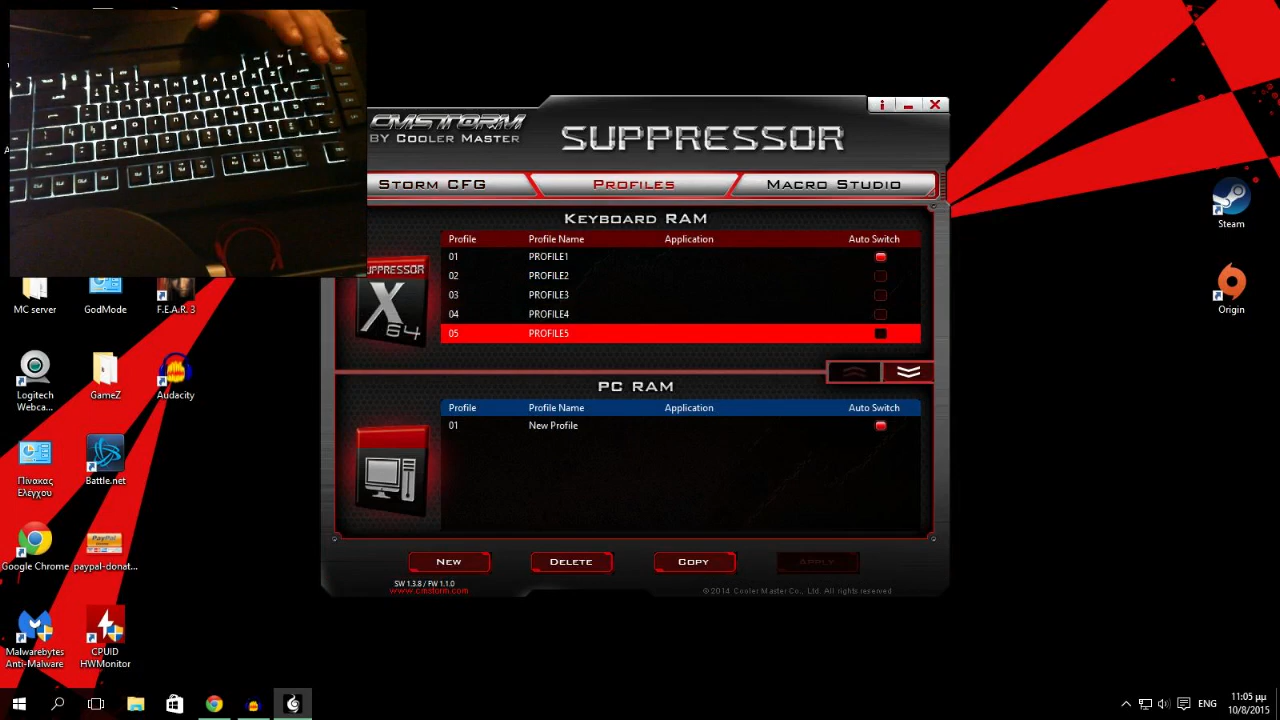 CMSTORM
BY COOLER MASTER
SUPPRESSOR
STORM CFG
PROFILES
MACRO STUDIO
KEYBOARD RAM
Profile Profile Name Application Auto Switch
01 PROFILE1
02 PROFILE2
03 PROFILE3
04 PROFILE4
05 PROFILE5
SUPPRESSOR
X
64
PC RAM
Profile Profile Name Application Auto Switch
01 New Profile
NEW
DELETE
COPY
APPLY
SW 1.3.8 / FW 1.1.0
www.cmstorm.com
©2014 Cooler Master Co., Ltd. All rights reserved
MC server
GodMode
F.E.A.R. 3
Logitech
Webca...
GameZ
Audacity
Πίνακας
Ελέγχου
Battle.net
Google Chrome
PayPal
paypal-donat...
Malwarebytes
Anti-Malware
CPUID
HWMonitor
Steam
Origin
ENG
11:05 μμ
10/8/2015